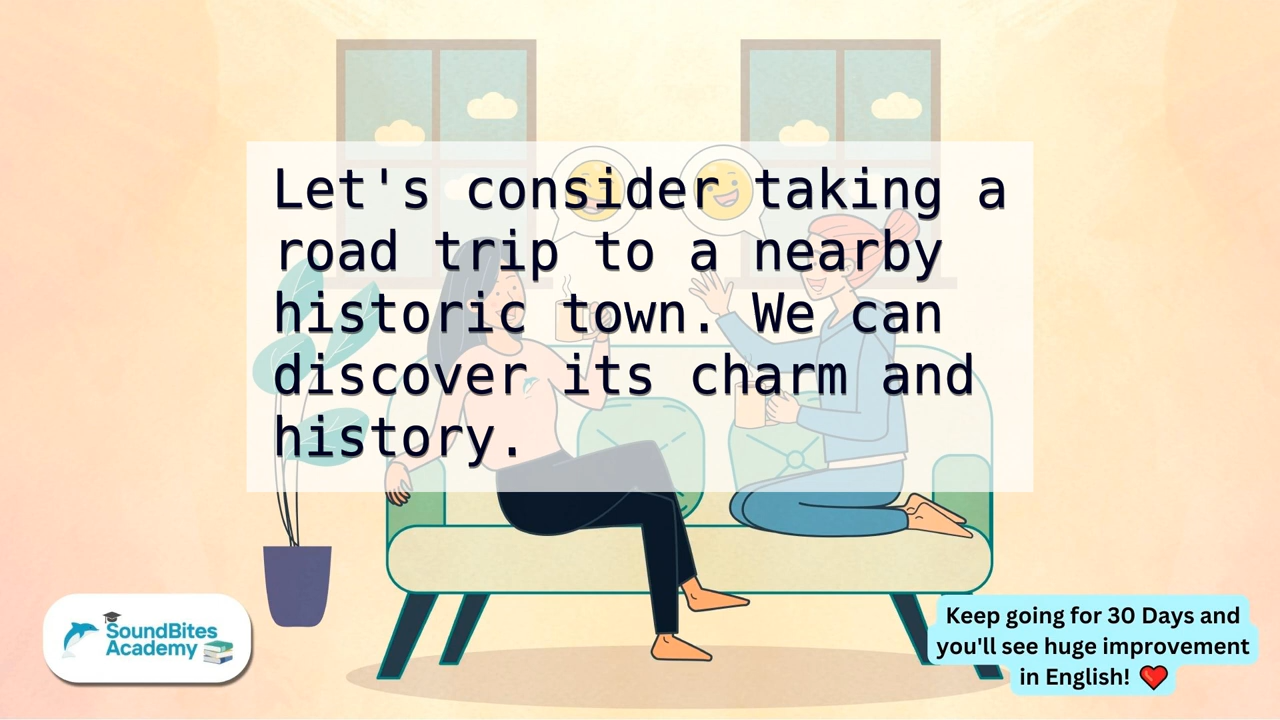 Let's consider taking a
road trip to a nearby
historic town. We can
discover its charm and
history.
SoundBites
Academy
Keep going for 30 Days and
you'll see huge improvement
in English! ❤️